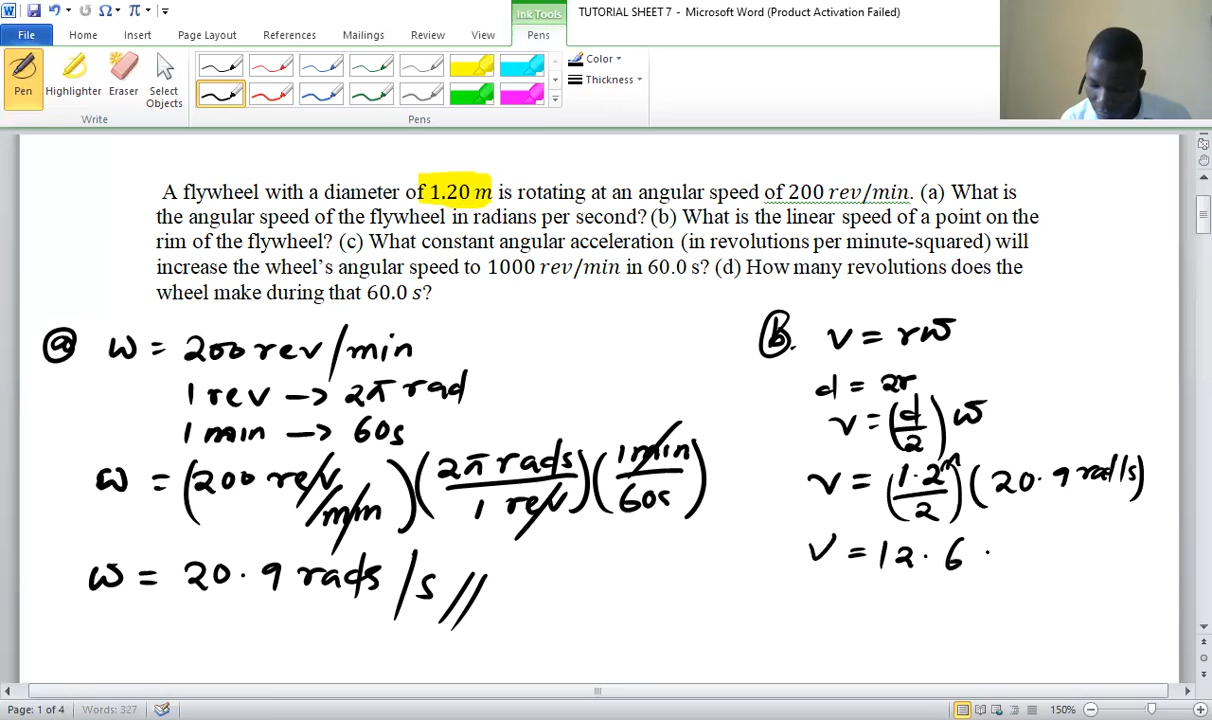 Ink Tools
TUTORIAL SHEET 7 - Microsoft Word (Product Activation Failed)
File Home Insert Page Layout References Mailings Review View Pens
Pen Highlighter Eraser Select Objects
Color
Thickness
Write Pens
A flywheel with a diameter of 1.20 m is rotating at an angular speed of 200 rev/min. (a) What is
the angular speed of the flywheel in radians per second? (b) What is the linear speed of a point on the
rim of the flywheel? (c) What constant angular acceleration (in revolutions per minute-squared) will
increase the wheel's angular speed to 1000 rev/min in 60.0 s? (d) How many revolutions does the
wheel make during that 60.0 s?
(a) ω = 200 rev/min
1 rev -> 2π rad
1 min -> 60s
ω = (200 rev/min)(2π rads/1 rev)(1min/60s)
ω = 20.9 rads/s //
(b). v = rω
d = 2r
v = (d/2)ω
v = (1.2m/2)(20.9 rad/s)
v = 12.6 .
Page: 1 of 4 Words: 327 150%